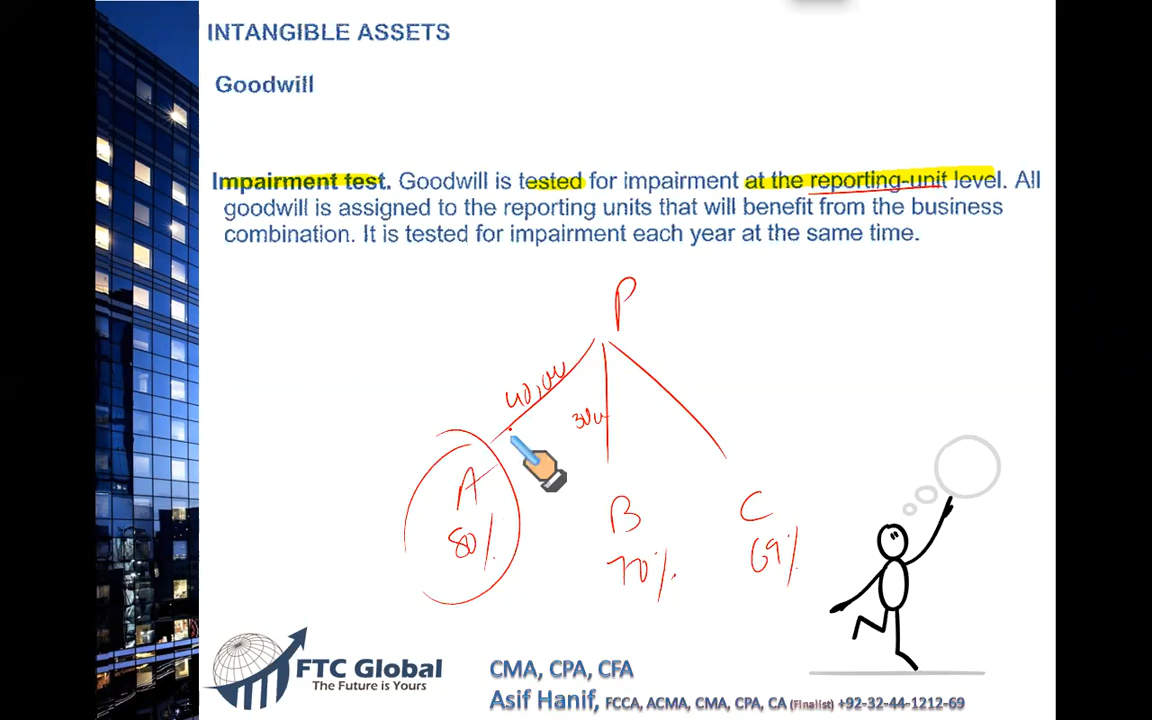 INTANGIBLE ASSETS
Goodwill
Impairment test. Goodwill is tested for impairment at the reporting-unit level. All
goodwill is assigned to the reporting units that will benefit from the business
combination. It is tested for impairment each year at the same time.
P
A
80%
B
70%
C
69%
FTC Global
The Future is Yours
CMA, CPA, CFA
Asif Hanif, FCCA, ACMA, CMA, CPA, CA (Finalist) +92-32-44-1212-69